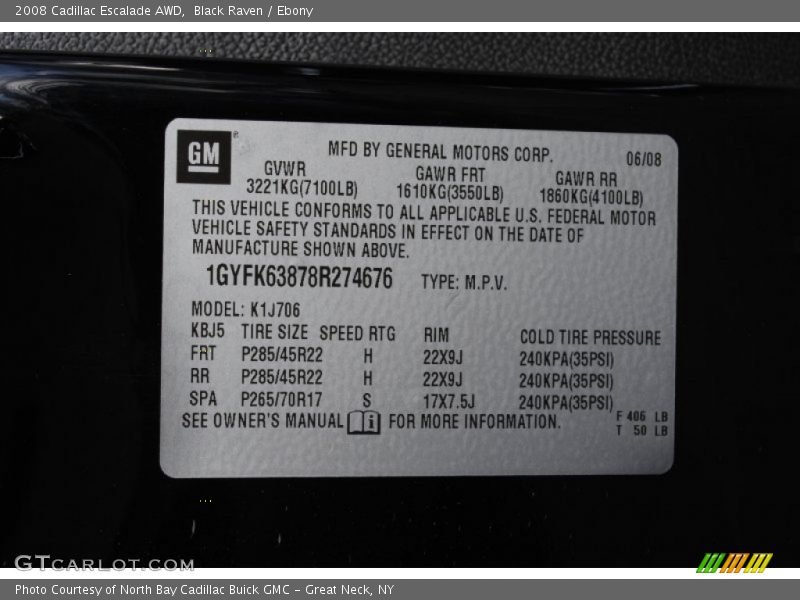 2008 Cadillac Escalade AWD, Black Raven / Ebony
GM®
MFD BY GENERAL MOTORS CORP. 06/08
GVWR GAWR FRT GAWR RR
3221KG(7100LB) 1610KG(3550LB) 1860KG(4100LB)
THIS VEHICLE CONFORMS TO ALL APPLICABLE U.S. FEDERAL MOTOR
VEHICLE SAFETY STANDARDS IN EFFECT ON THE DATE OF
MANUFACTURE SHOWN ABOVE.
1GYFK63878R274676 TYPE: M.P.V.
MODEL: K1J706
KBJ5 TIRE SIZE SPEED RTG RIM COLD TIRE PRESSURE
FRT P285/45R22 H 22X9J 240KPA(35PSI)
RR P285/45R22 H 22X9J 240KPA(35PSI)
SPA P265/70R17 S 17X7.5J 240KPA(35PSI)
SEE OWNER'S MANUAL i FOR MORE INFORMATION.
F 406 LB
T 50 LB
GTCARLOT.COM
Photo Courtesy of North Bay Cadillac Buick GMC - Great Neck, NY